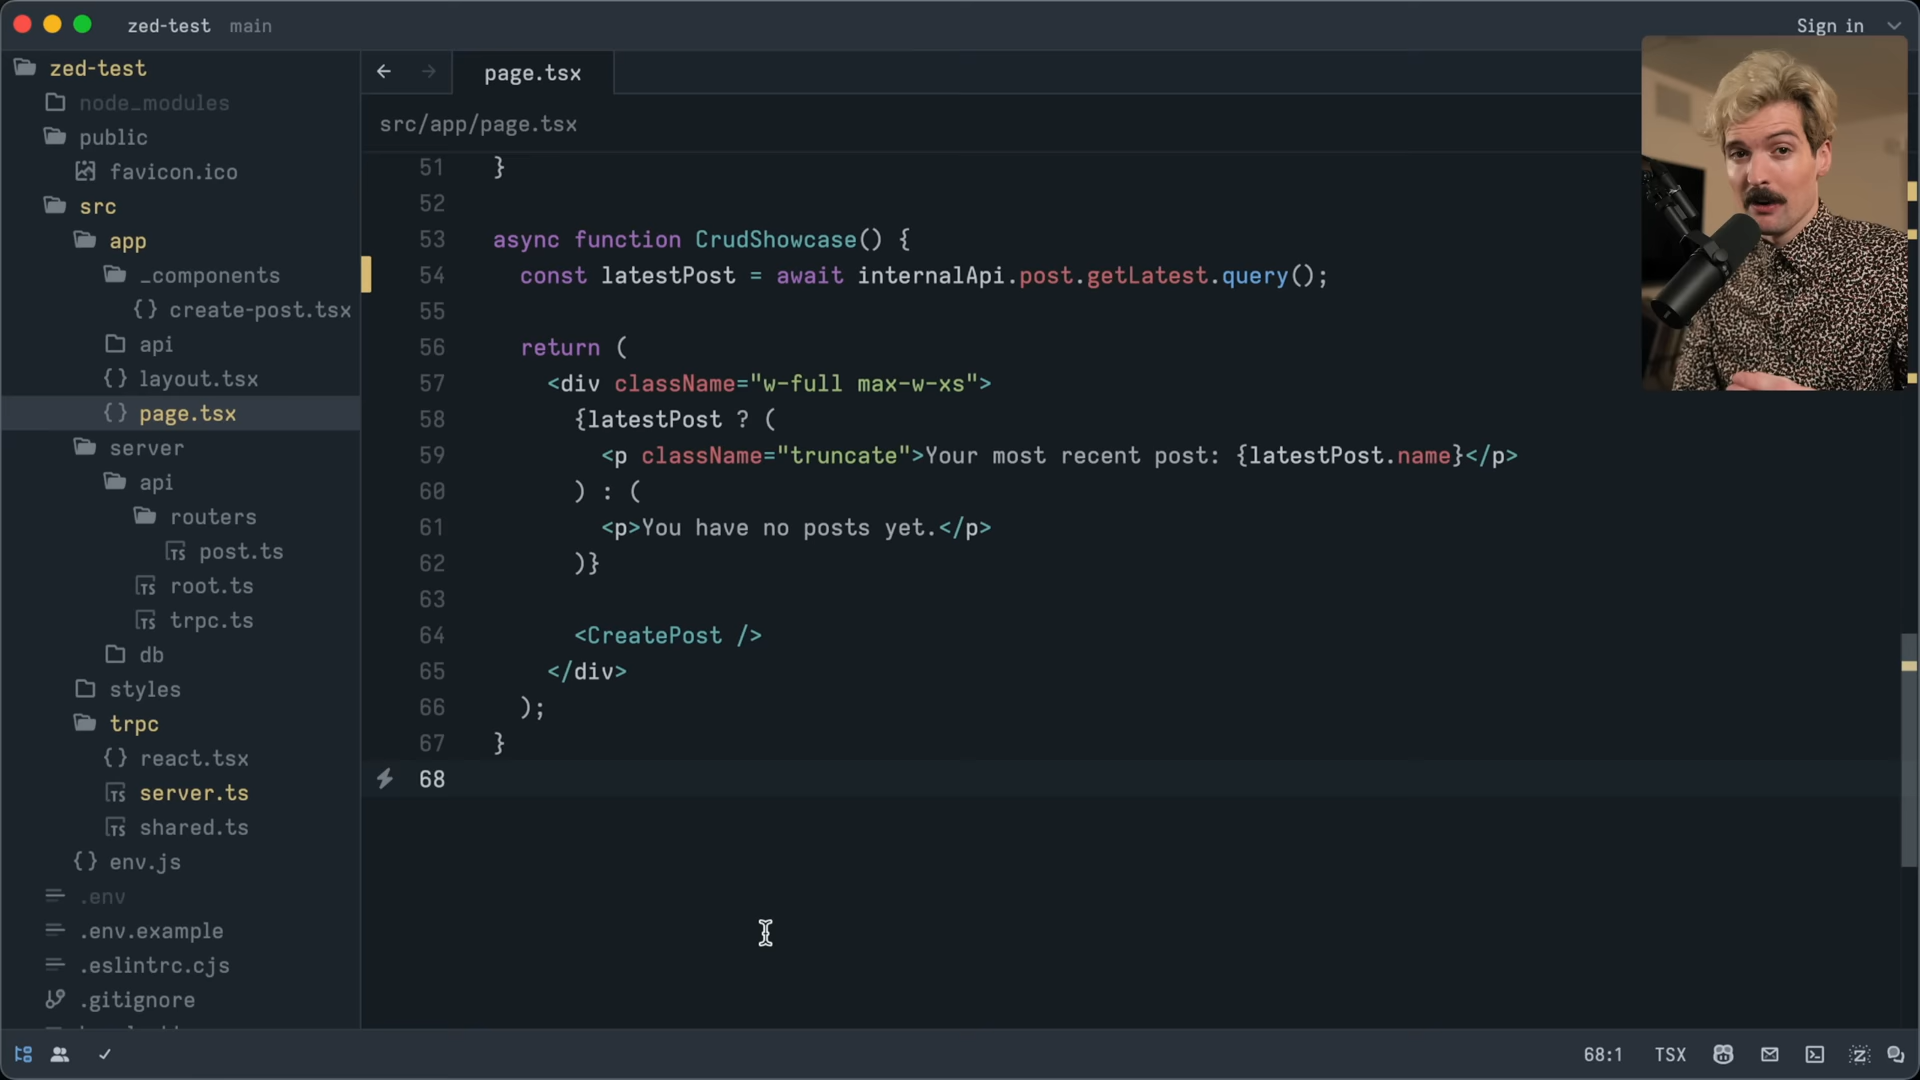 zed-test main
Sign in
zed-test
node_modules
public
favicon.ico
src
app
_components
create-post.tsx
api
layout.tsx
page.tsx
server
api
routers
post.ts
root.ts
trpc.ts
db
styles
trpc
react.tsx
server.ts
shared.ts
env.js
.env
.env.example
.eslintrc.cjs
.gitignore
page.tsx
src/app/page.tsx
51 }
52
53 async function CrudShowcase() {
54   const latestPost = await internalApi.post.getLatest.query();
55
56   return (
57     <div className="w-full max-w-xs">
58       {latestPost ? (
59         <p className="truncate">Your most recent post: {latestPost.name}</p>
60       ) : (
61         <p>You have no posts yet.</p>
62       )}
63
64       <CreatePost />
65     </div>
66   );
67 }
68
68:1 TSX